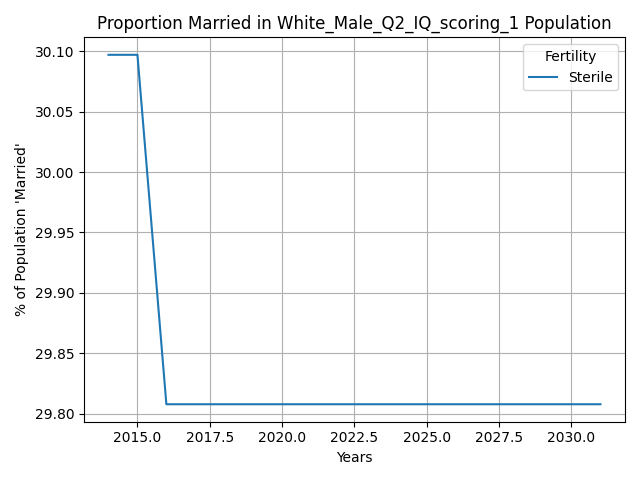 Proportion Married in White_Male_Q2_IQ_scoring_1 Population
30.10
30.05
30.00
29.95
29.90
29.85
29.80
% of Population 'Married'
Fertility
Sterile
2015.0 2017.5 2020.0 2022.5 2025.0 2027.5 2030.0
Years